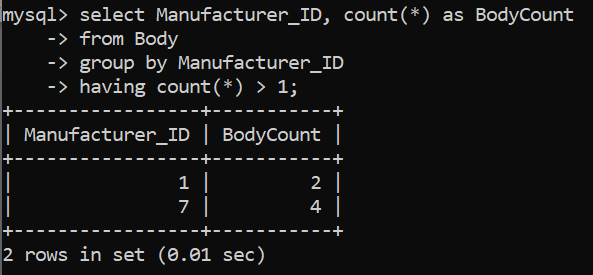 mysql> select Manufacturer_ID, count(*) as BodyCount
    -> from Body
    -> group by Manufacturer_ID
    -> having count(*) > 1;
+-----------------+-----------+
| Manufacturer_ID | BodyCount |
+-----------------+-----------+
|               1 |         2 |
|               7 |         4 |
+-----------------+-----------+
2 rows in set (0.01 sec)